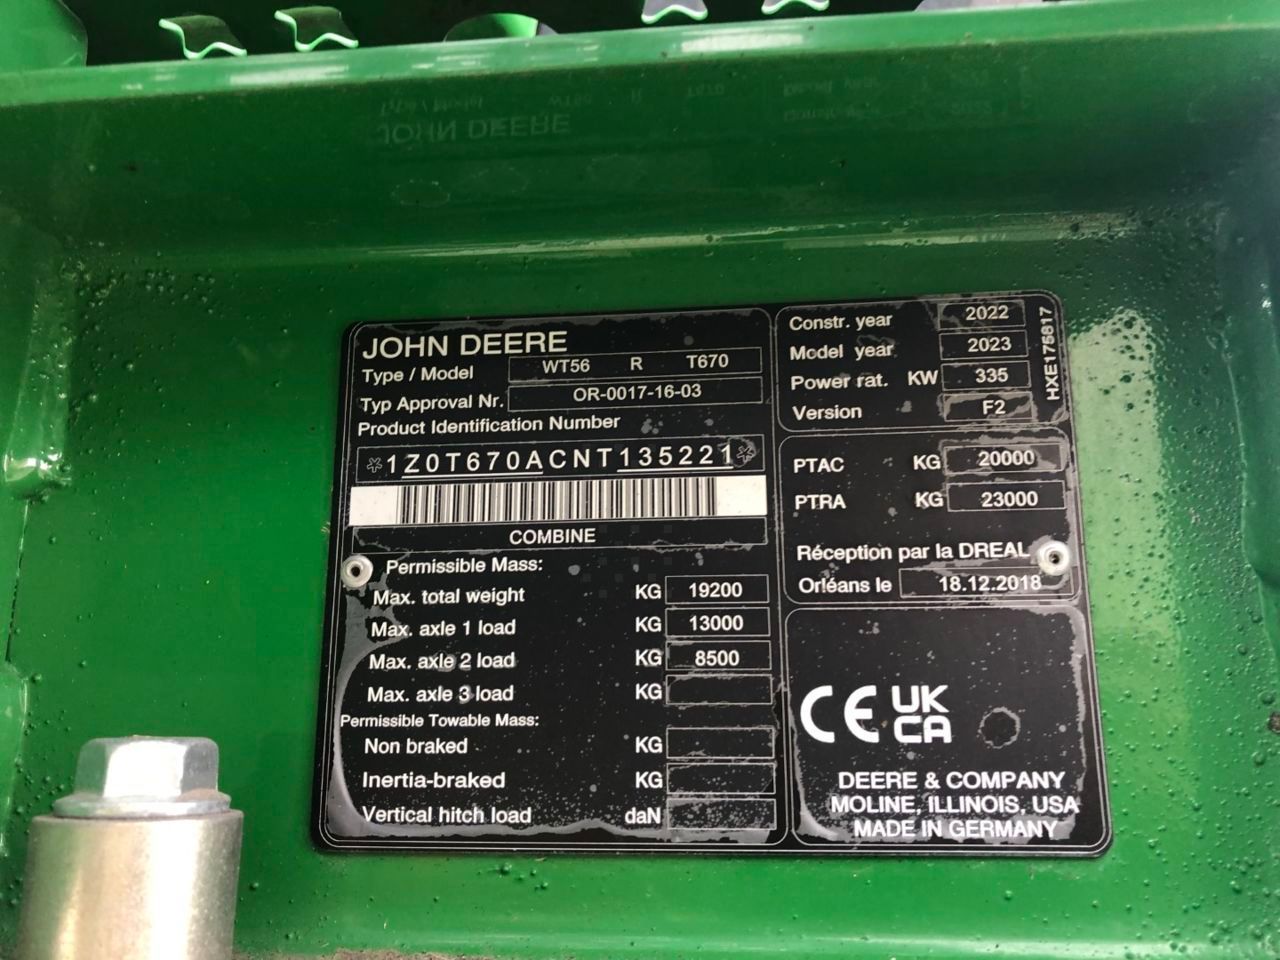 JOHN DEERE
Type / Model WT56 R T670
Typ Approval Nr. OR-0017-16-03
Product Identification Number
*1Z0T670ACNT135221*
COMBINE
Permissible Mass:
Max. total weight KG 19200
Max. axle 1 load KG 13000
Max. axle 2 load KG 8500
Max. axle 3 load KG
Permissible Towable Mass:
Non braked KG
Inertia-braked KG
Vertical hitch load daN
Constr. year 2022
Model year 2023
Power rat. KW 335
Version F2
HXE175817
PTAC KG 20000
PTRA KG 23000
Réception par la DREAL
Orléans le 18.12.2018
CE UK
CA
DEERE & COMPANY
MOLINE, ILLINOIS, USA
MADE IN GERMANY